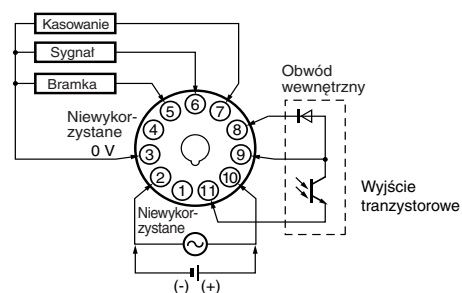 Kasowanie
Sygnał
Bramka
Obwód
wewnętrzny
Niewykor-
zystane
0 V
5
6
7
4
8
3
9
2
10
1
11
Wyjście
tranzystorowe
Niewykor-
zystane
(-) (+)